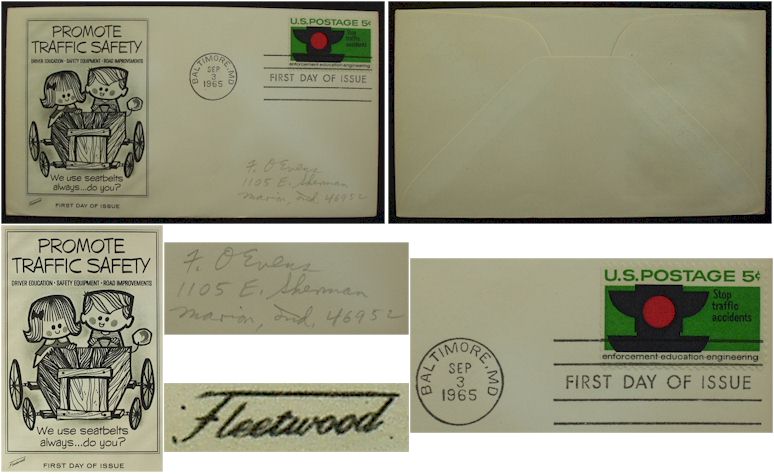 PROMOTE
TRAFFIC SAFETY
DRIVER EDUCATION · SAFETY EQUIPMENT · ROAD IMPROVEMENTS
We use seatbelts
always...do you?
Fleetwood
FIRST DAY OF ISSUE
BALTIMORE, MD
SEP
3
1965
U.S. POSTAGE 5¢
Stop
traffic
accidents
enforcement·education·engineering
FIRST DAY OF ISSUE
F. O Evens
1105 E. Sherman
Marion, Ind. 46952
PROMOTE
TRAFFIC SAFETY
DRIVER EDUCATION · SAFETY EQUIPMENT · ROAD IMPROVEMENTS
We use seatbelts
always...do you?
Fleetwood
FIRST DAY OF ISSUE
F. O Evens
1105 E. Sherman
Marion, Ind. 46952
Fleetwood
U.S. POSTAGE 5¢
Stop
traffic
accidents
enforcement·education·engineering
BALTIMORE, MD
SEP
3
1965
FIRST DAY OF ISSUE